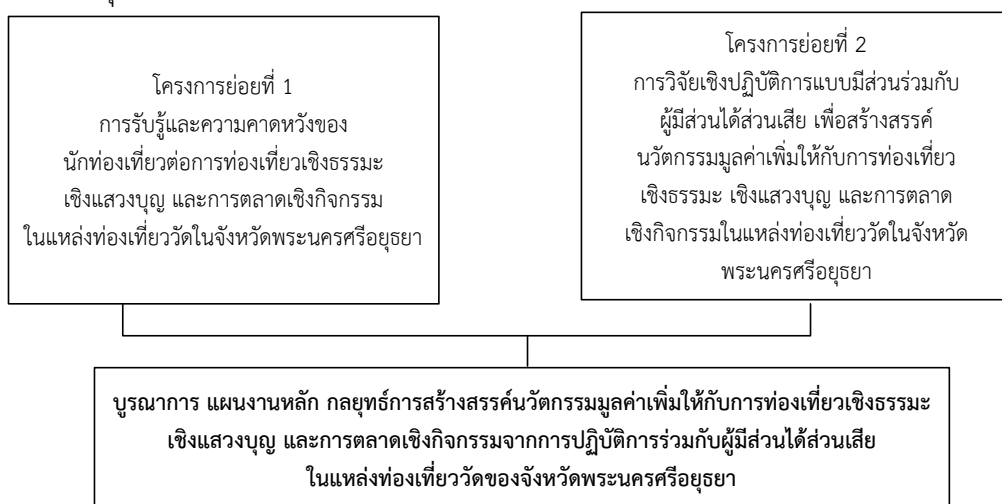 โครงการย่อยที่ 1
การรับรู้และความคาดหวังของ
นักท่องเที่ยวต่อการท่องเที่ยวเชิงธรรมะ
เชิงแสวงบุญ และการตลาดเชิงกิจกรรม
ในแหล่งท่องเที่ยววัดในจังหวัดพระนครศรีอยุธยา
โครงการย่อยที่ 2
การวิจัยเชิงปฏิบัติการแบบมีส่วนร่วมกับ
ผู้มีส่วนได้ส่วนเสีย เพื่อสร้างสรรค์
นวัตกรรมมูลค่าเพิ่มให้กับการท่องเที่ยว
เชิงธรรมะ เชิงแสวงบุญ และการตลาด
เชิงกิจกรรมในแหล่งท่องเที่ยววัดในจังหวัด
พระนครศรีอยุธยา
บูรณาการ แผนงานหลัก กลยุทธ์การสร้างสรรค์นวัตกรรมมูลค่าเพิ่มให้กับการท่องเที่ยวเชิงธรรมะ
เชิงแสวงบุญ และการตลาดเชิงกิจกรรมจากการปฏิบัติการร่วมกับผู้มีส่วนได้ส่วนเสีย
ในแหล่งท่องเที่ยววัดของจังหวัดพระนครศรีอยุธยา